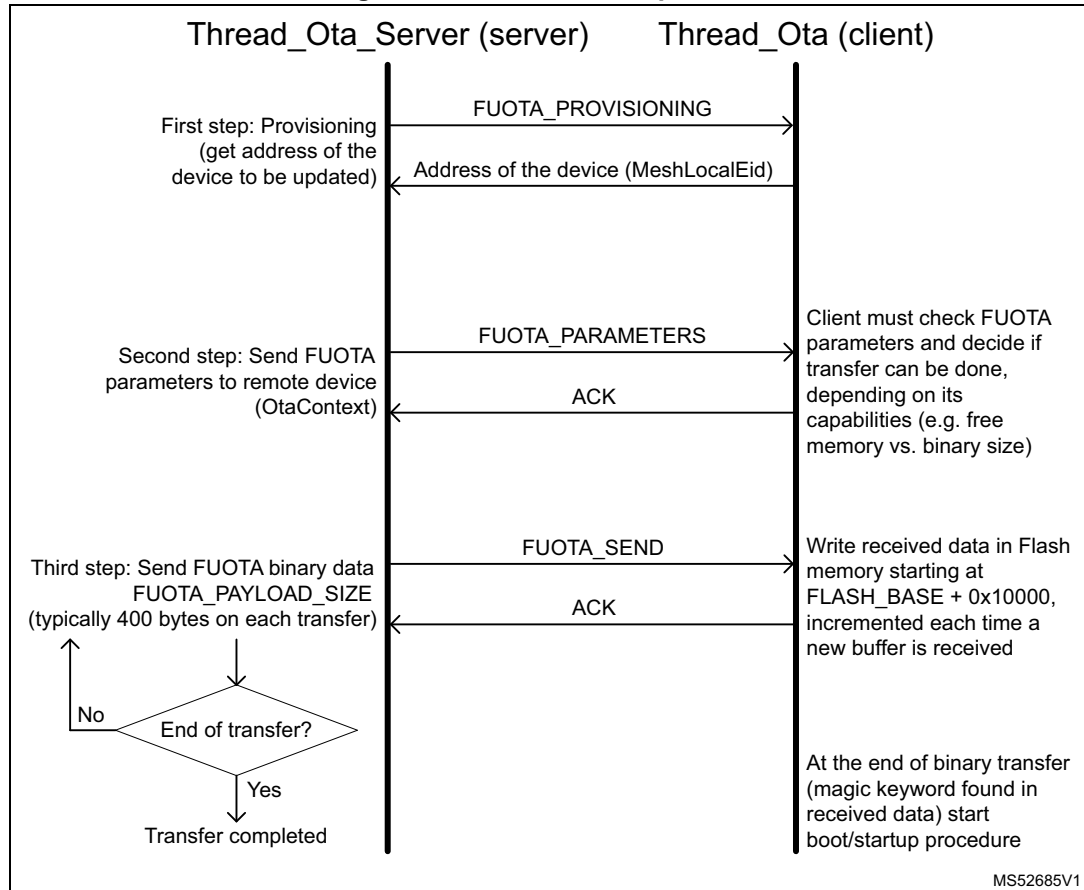 Thread_Ota_Server (server)
Thread_Ota (client)
FUOTA_PROVISIONING
First step: Provisioning
(get address of the
device to be updated)
Address of the device (MeshLocalEid)
FUOTA_PARAMETERS
Second step: Send FUOTA
parameters to remote device
(OtaContext)
ACK
Client must check FUOTA
parameters and decide if
transfer can be done,
depending on its
capabilities (e.g. free
memory vs. binary size)
FUOTA_SEND
Third step: Send FUOTA binary data
FUOTA_PAYLOAD_SIZE
(typically 400 bytes on each transfer)
ACK
Write received data in Flash
memory starting at
FLASH_BASE + 0x10000,
incremented each time a
new buffer is received
No
End of transfer?
Yes
Transfer completed
At the end of binary transfer
(magic keyword found in
received data) start
boot/startup procedure
MS52685V1